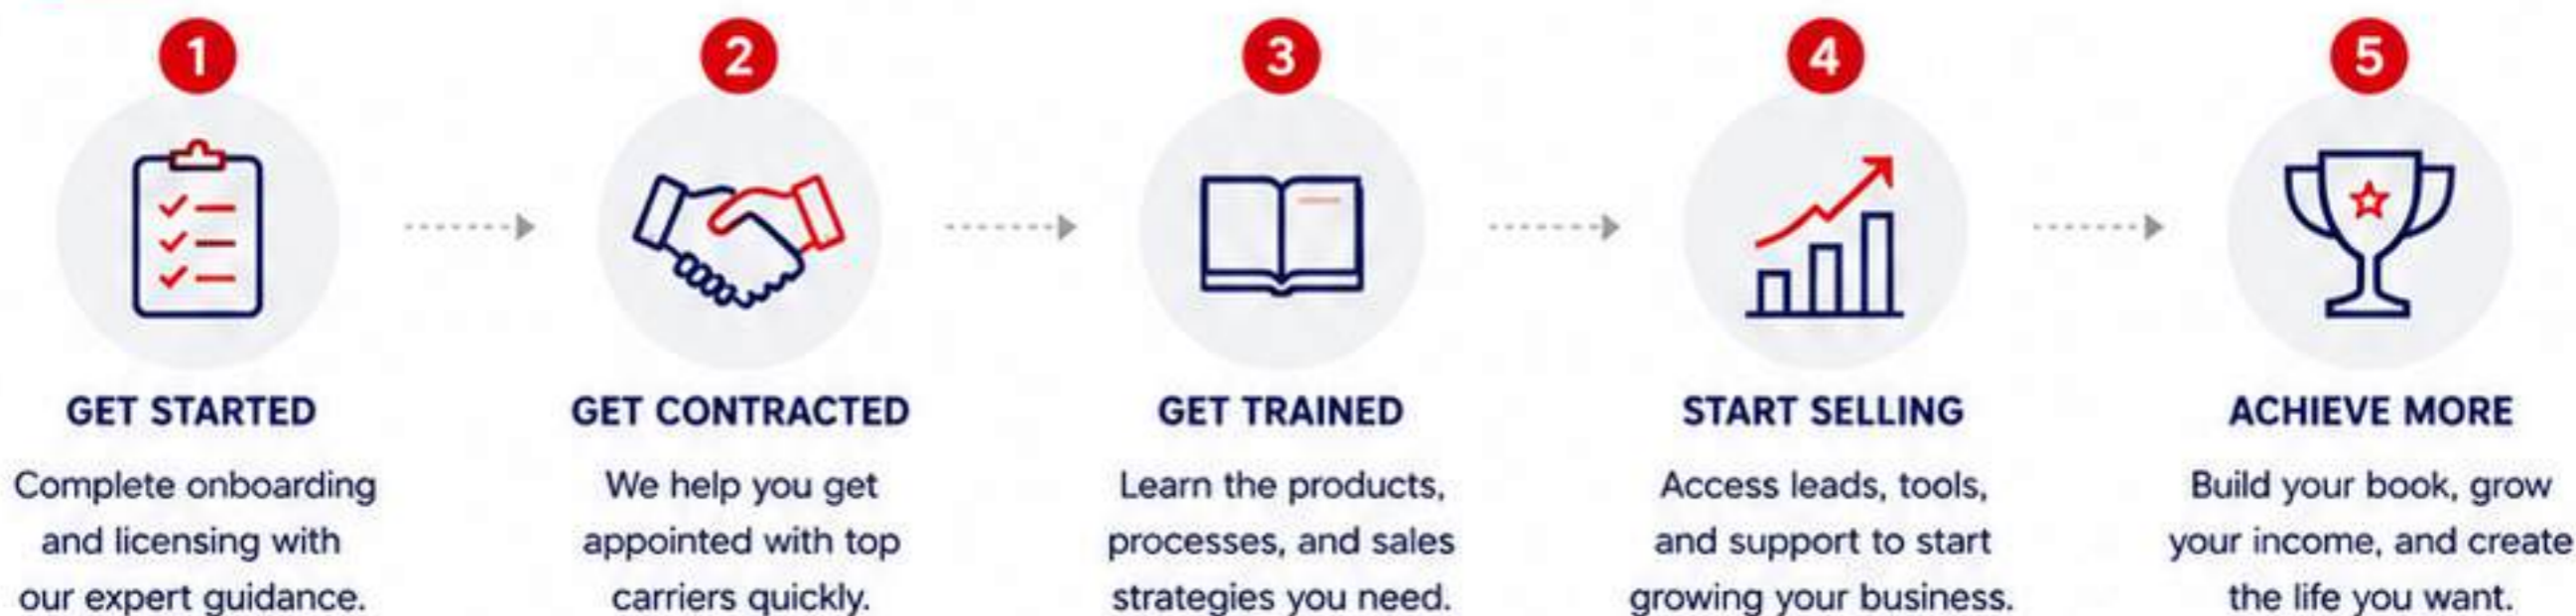 1
GET STARTED
Complete onboarding
and licensing with
our expert guidance.
2
GET CONTRACTED
We help you get
appointed with top
carriers quickly.
3
GET TRAINED
Learn the products,
processes, and sales
strategies you need.
4
START SELLING
Access leads, tools,
and support to start
growing your business.
5
ACHIEVE MORE
Build your book, grow
your income, and create
the life you want.